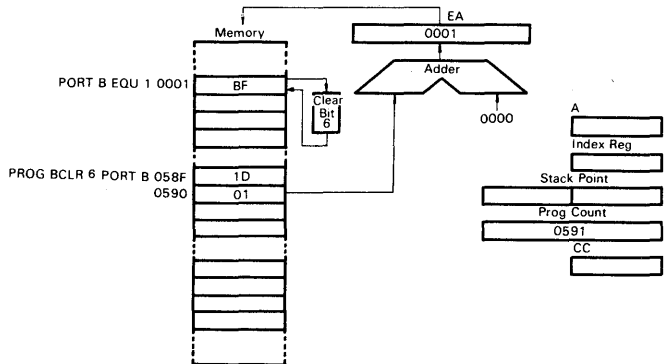 EA
Memory
0001
Adder
PORT B EQU 1 0001
BF
Clear
Bit
6
0000
A
Index Reg
PROG BCLR 6 PORT B 058F
1D
Stack Point
0590
01
Prog Count
0591
CC